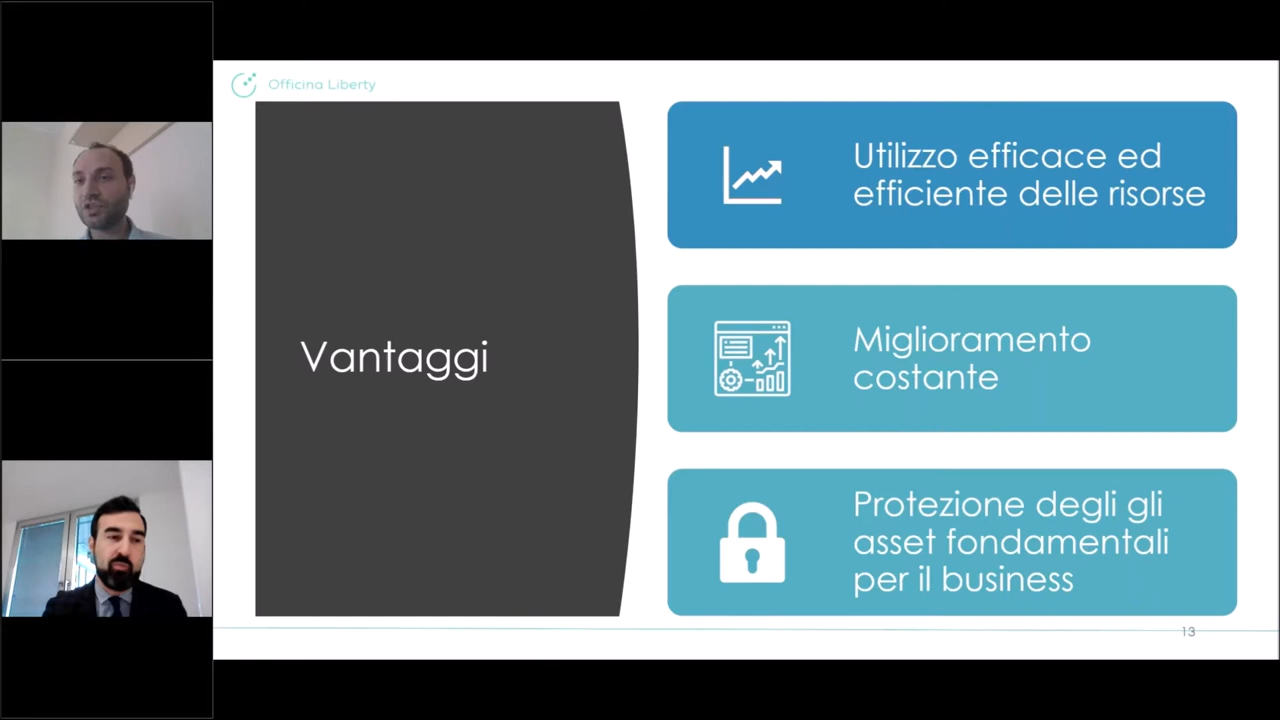 Officina Liberty
Vantaggi
Utilizzo efficace ed
efficiente delle risorse
Miglioramento
costante
Protezione degli gli
asset fondamentali
per il business
13